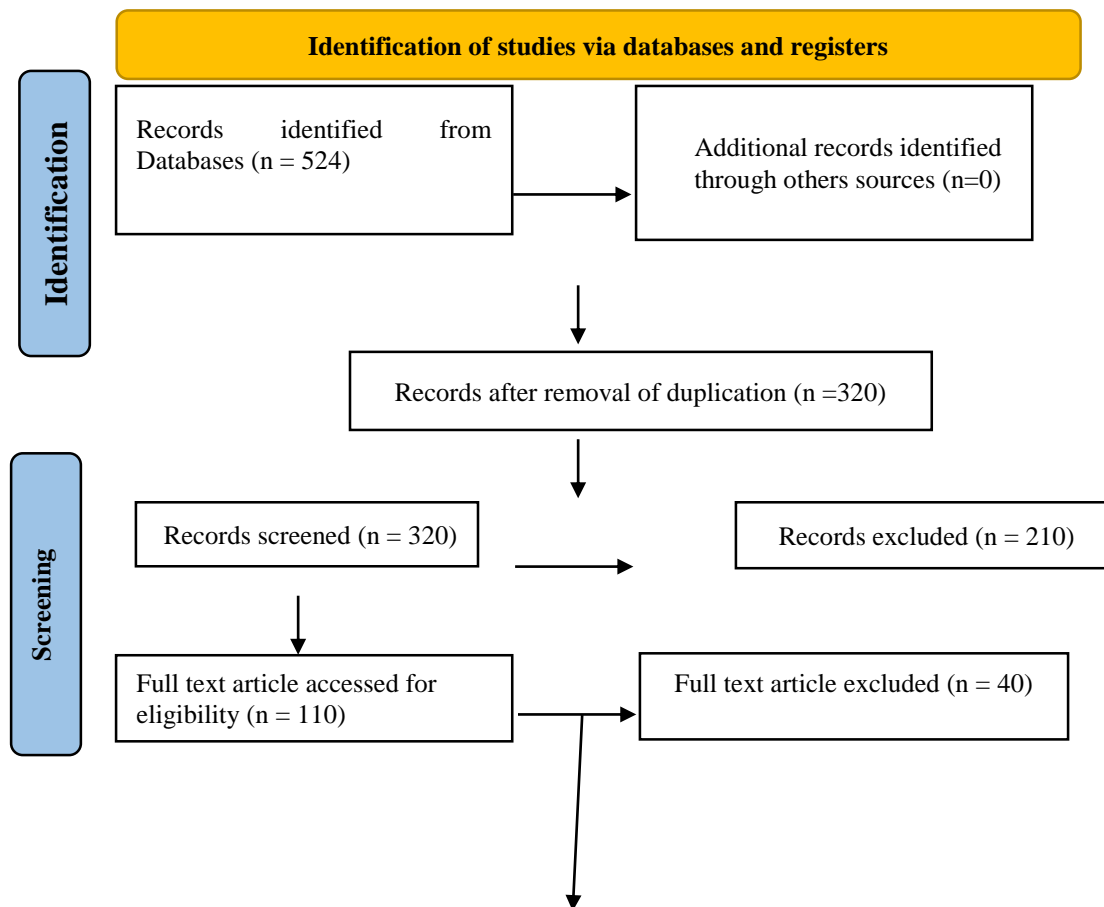 Identification of studies via databases and registers
Identification
Records identified from
Databases (n = 524)
Additional records identified
through others sources (n=0)
Records after removal of duplication (n =320)
Screening
Records screened (n = 320)
Records excluded (n = 210)
Full text article accessed for
eligibility (n = 110)
Full text article excluded (n = 40)